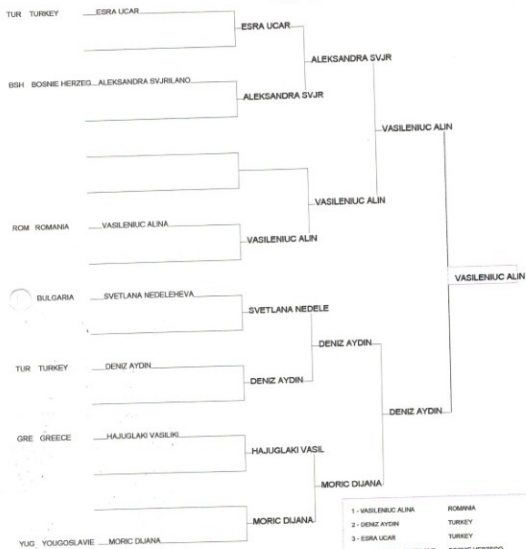 TUR TURKEY ESRA UCAR
ESRA UCAR
ALEKSANDRA SVJR
BSH BOSNIE HERZEG ALEKSANDRA SVJRILANO
ALEKSANDRA SVJR
VASILENIUC ALIN
VASILENIUC ALIN
ROM ROMANIA VASILENIUC ALINA
VASILENIUC ALIN
VASILENIUC ALIN
BULGARIA SVETLANA NEDELEHEVA
SVETLANA NEDELE
DENIZ AYDIN
TUR TURKEY DENIZ AYDIN
DENIZ AYDIN
DENIZ AYDIN
GRE GREECE HAJUGLAKI VASILIKI
HAJUGLAKI VASIL
MORIC DIJANA
MORIC DIJANA
YUG YOUGOSLAVIE MORIC DIJANA
1 - VASILENIUC ALINA ROMANIA
2 - DENIZ AYDIN TURKEY
3 - ESRA UCAR TURKEY